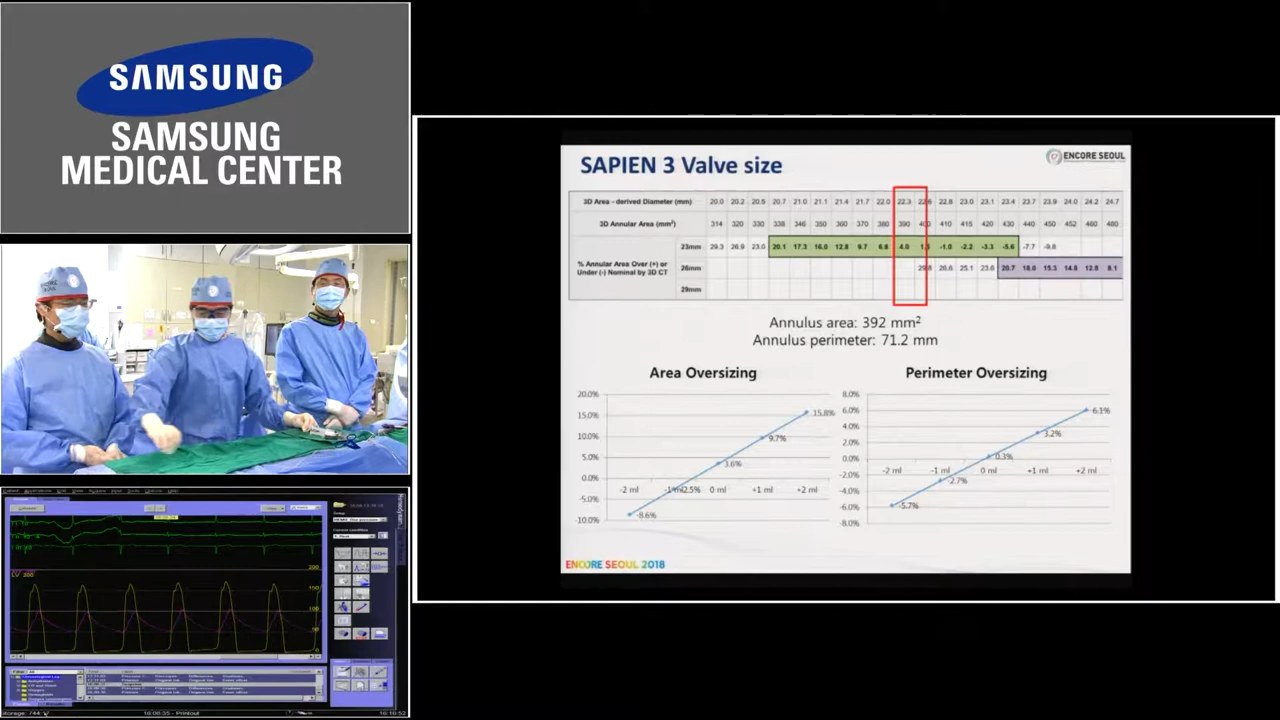 SAMSUNG
SAMSUNG
MEDICAL CENTER
SAPIEN 3 Valve size
ENCORE SEOUL
3D Area - derived Diameter (mm) 20.0 20.2 20.5 20.7 21.0 21.1 21.4 21.7 22.0 22.3 22.6 22.8 23.0 23.1 23.4 23.7 23.9 24.0 24.2 24.7
3D Annular Area (mm²) 314 320 330 338 346 350 360 370 380 390 400 410 415 420 430 440 450 452 460 480
% Annular Area Over (+) or
Under (-) Nominal by 3D CT
23mm 29.3 26.9 23.0 20.1 17.3 16.0 12.8 9.7 6.8 4.0 -1.0 -2.2 -3.3 -5.6 -7.7 -9.8
26mm 26.6 25.1 23.6 20.7 18.0 15.3 14.8 12.8 8.1
29mm
Annulus area: 392 mm²
Annulus perimeter: 71.2 mm
Area Oversizing
20.0%
15.0%
10.0%
5.0%
0.0%
-5.0%
-10.0%
-2 ml 0 ml +1 ml +2 ml
-8.6% 3.6% 9.7% 15.8%
Perimeter Oversizing
8.0%
6.0%
4.0%
2.0%
0.0%
-2.0%
-4.0%
-6.0%
-8.0%
-2 ml -1 ml 0 ml +1 ml +2 ml
-5.7% -2.7% 0.3% 3.2% 6.1%
ENCORE SEOUL 2018
LV 200
200
150
100
50